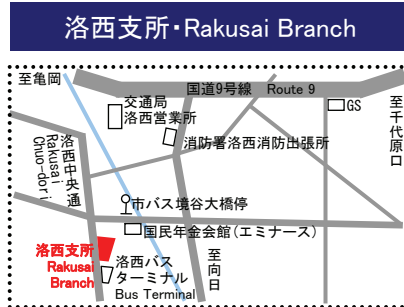 洛西支所・Rakusai Branch
至亀岡
国道9号線 Route 9
交通局
洛西営業所
GS
至千代原口
消防署洛西消防出張所
洛西中央通
Rakusai
Chuo-dori
市バス境谷大橋停
国民年金会館(エミナース)
洛西支所
Rakusai
Branch
洛西バス
ターミナル
Bus Terminal
至向日